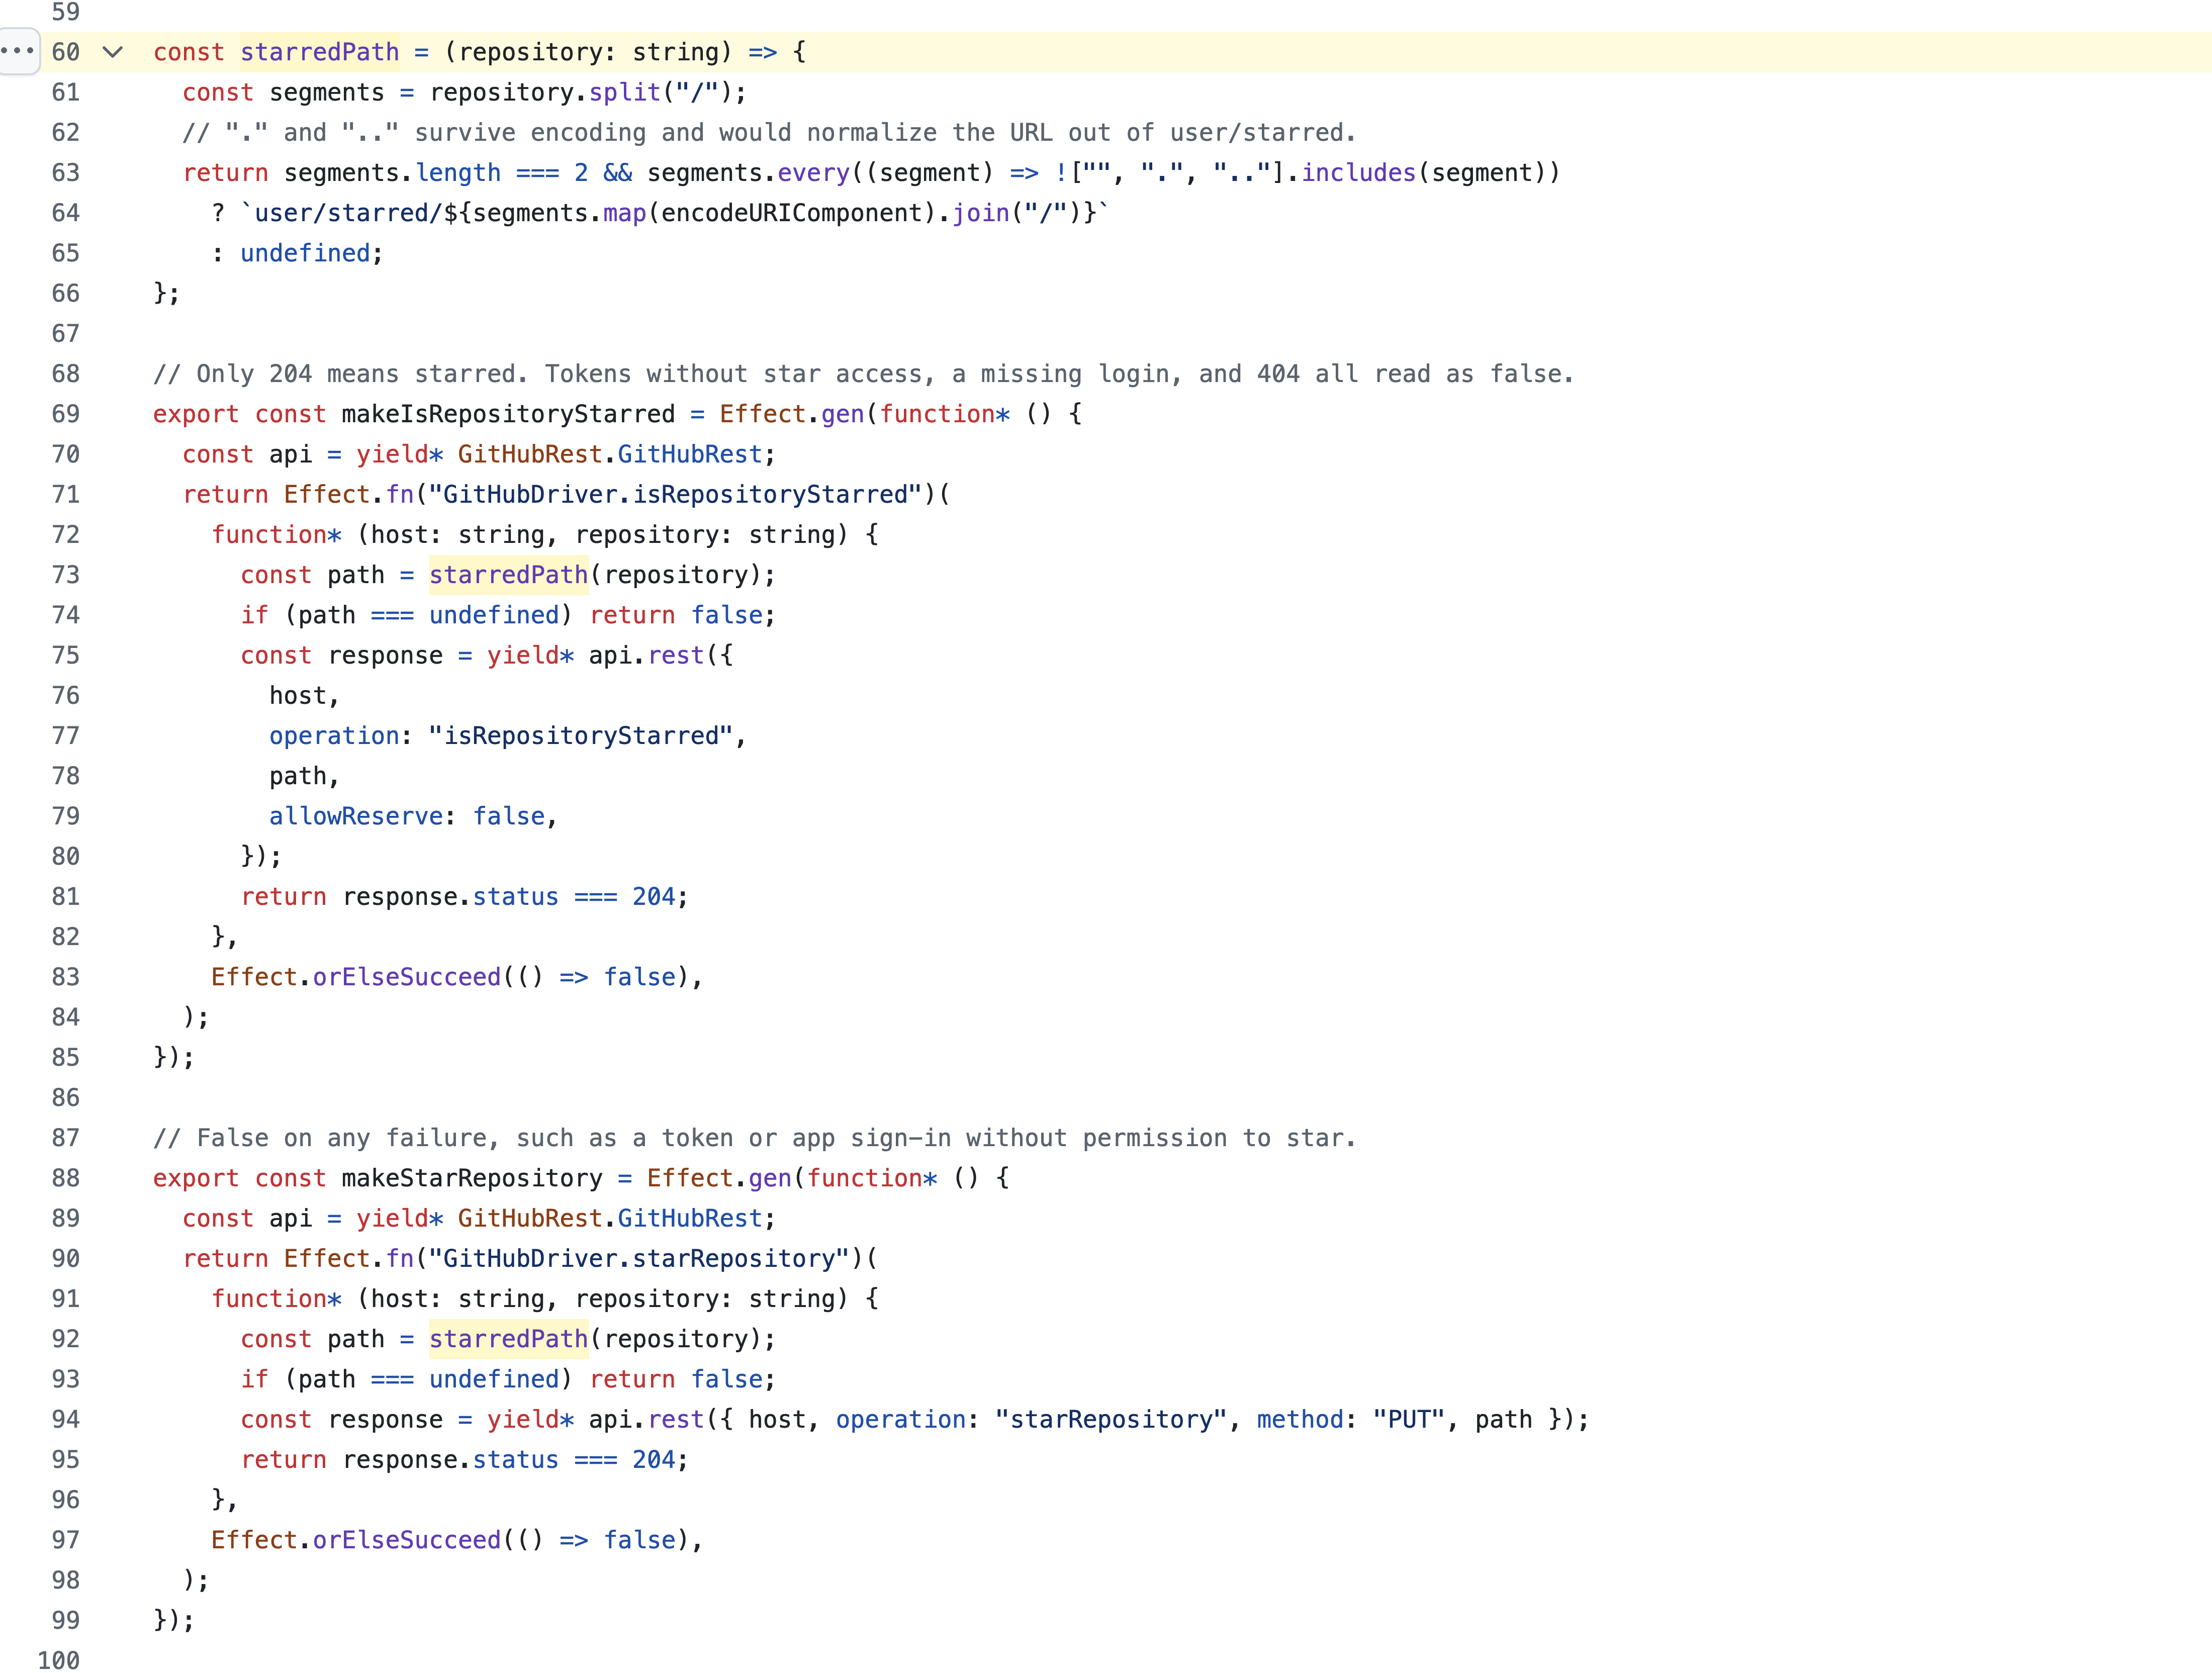 59
60 const starredPath = (repository: string) => {
61 const segments = repository.split("/");
62 // "." and ".." survive encoding and would normalize the URL out of user/starred.
63 return segments.length === 2 && segments.every((segment) => !["", ".", ".."].includes(segment))
64 ? `user/starred/${segments.map(encodeURIComponent).join("/")}`
65 : undefined;
66 };
67
68 // Only 204 means starred. Tokens without star access, a missing login, and 404 all read as false.
69 export const makeIsRepositoryStarred = Effect.gen(function* () {
70 const api = yield* GitHubRest.GitHubRest;
71 return Effect.fn("GitHubDriver.isRepositoryStarred")(
72 function* (host: string, repository: string) {
73 const path = starredPath(repository);
74 if (path === undefined) return false;
75 const response = yield* api.rest({
76 host,
77 operation: "isRepositoryStarred",
78 path,
79 allowReserve: false,
80 });
81 return response.status === 204;
82 },
83 Effect.orElseSucceed(() => false),
84 );
85 });
86
87 // False on any failure, such as a token or app sign-in without permission to star.
88 export const makeStarRepository = Effect.gen(function* () {
89 const api = yield* GitHubRest.GitHubRest;
90 return Effect.fn("GitHubDriver.starRepository")(
91 function* (host: string, repository: string) {
92 const path = starredPath(repository);
93 if (path === undefined) return false;
94 const response = yield* api.rest({ host, operation: "starRepository", method: "PUT", path });
95 return response.status === 204;
96 },
97 Effect.orElseSucceed(() => false),
98 );
99 });
100